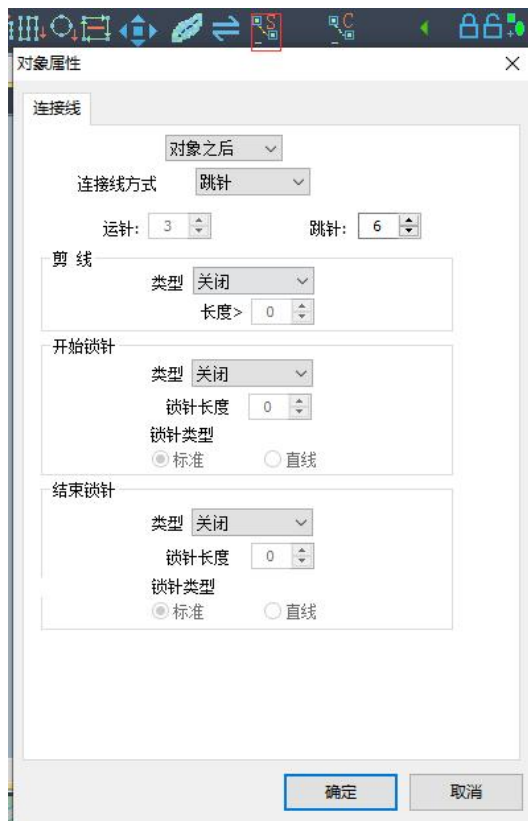 S C
对象属性
连接线
对象之后
连接线方式 跳针
运针: 3 跳针: 6
剪 线
类型 关闭
长度> 0
开始锁针
类型 关闭
锁针长度 0
锁针类型
标准 直线
结束锁针
类型 关闭
锁针长度 0
锁针类型
标准 直线
确定 取消